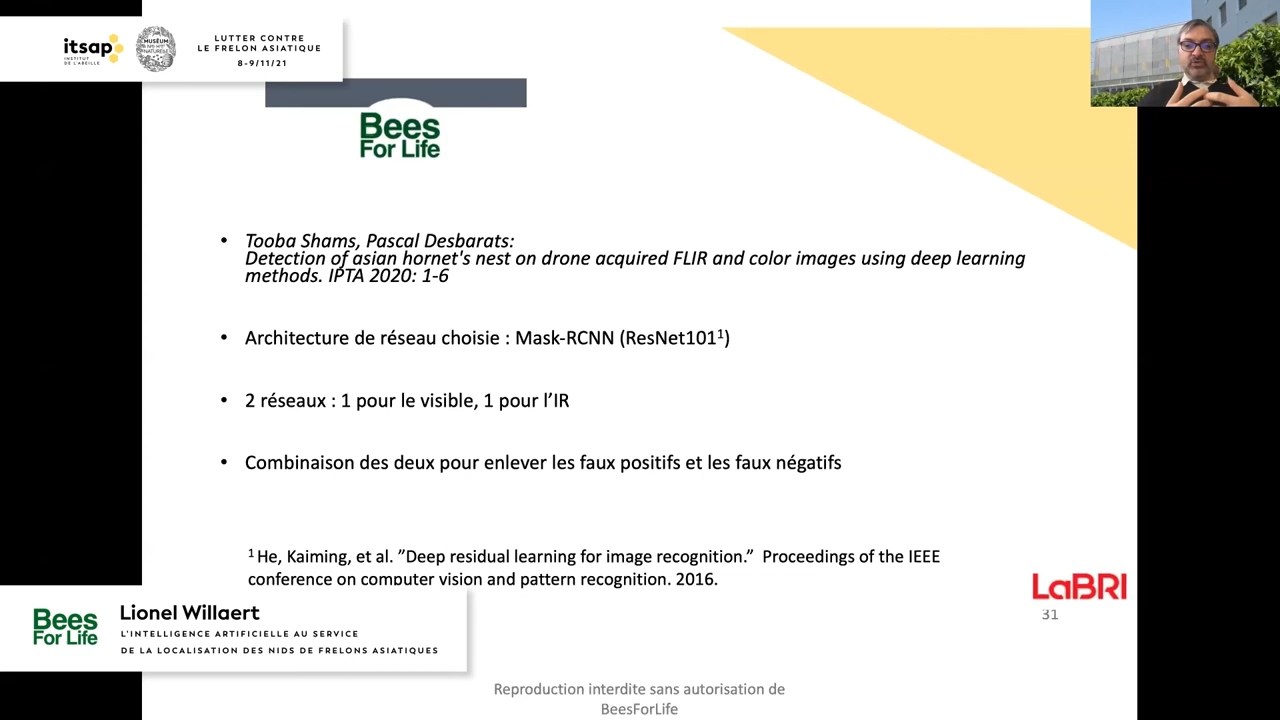 itsap
INSTITUT
DE L'ABEILLE
LUTTER CONTRE
LE FRELON ASIATIQUE
8-9/11/21
Bees
For Life
• Tooba Shams, Pascal Desbarats:
Detection of asian hornet's nest on drone acquired FLIR and color images using deep learning
methods. IPTA 2020: 1-6
• Architecture de réseau choisie : Mask-RCNN (ResNet101¹)
• 2 réseaux : 1 pour le visible, 1 pour l’IR
• Combinaison des deux pour enlever les faux positifs et les faux négatifs
¹ He, Kaiming, et al. ”Deep residual learning for image recognition.” Proceedings of the IEEE
conference on computer vision and pattern recognition. 2016.
LaBRI
31
Bees
For Life
Lionel Willaert
L'INTELLIGENCE ARTIFICIELLE AU SERVICE
DE LA LOCALISATION DES NIDS DE FRELONS ASIATIQUES
Reproduction interdite sans autorisation de
BeesForLife